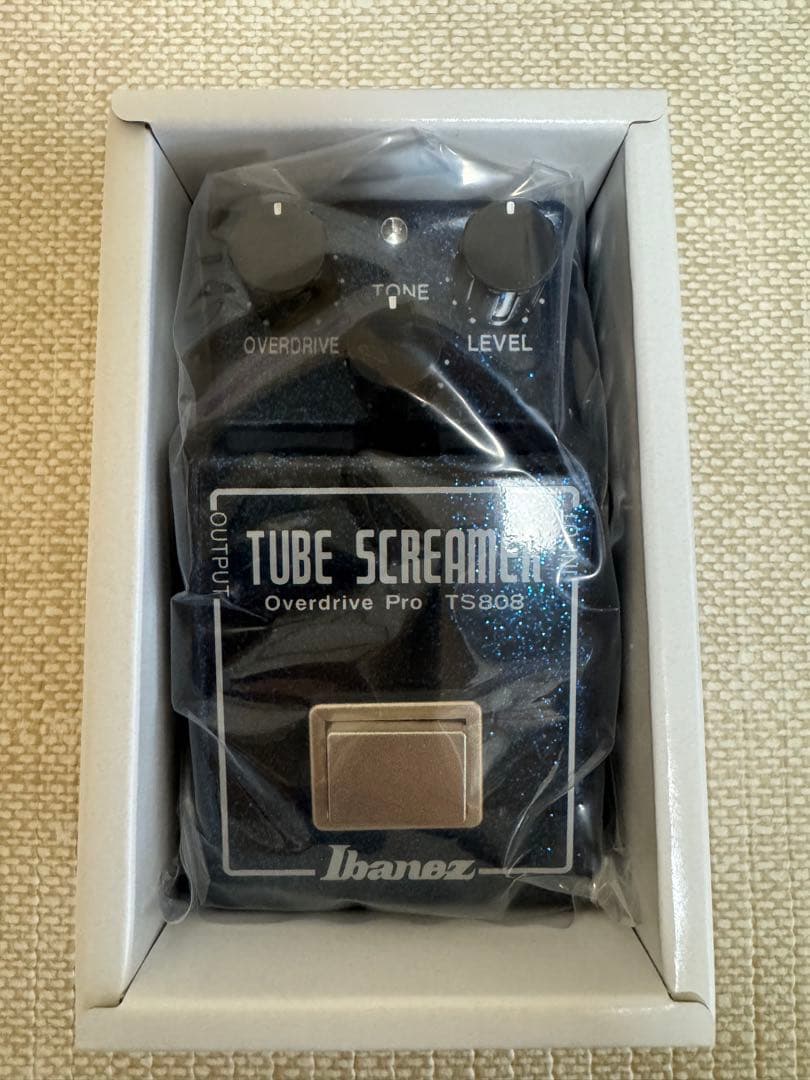 TONE
OVERDRIVE
LEVEL
OUTPUT
TUBE SCREAMER
Overdrive Pro TS808
Ibanez